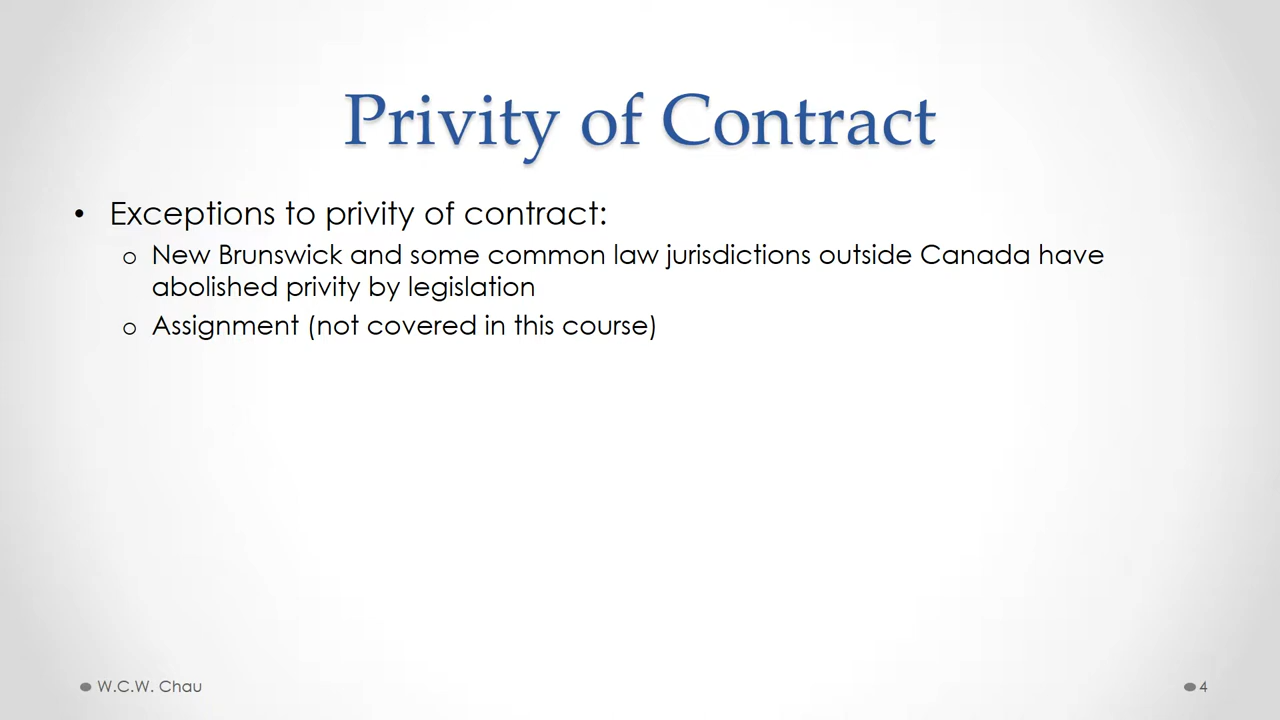 Privity of Contract
• Exceptions to privity of contract:
o New Brunswick and some common law jurisdictions outside Canada have
abolished privity by legislation
o Assignment (not covered in this course)
W.C.W. Chau
4